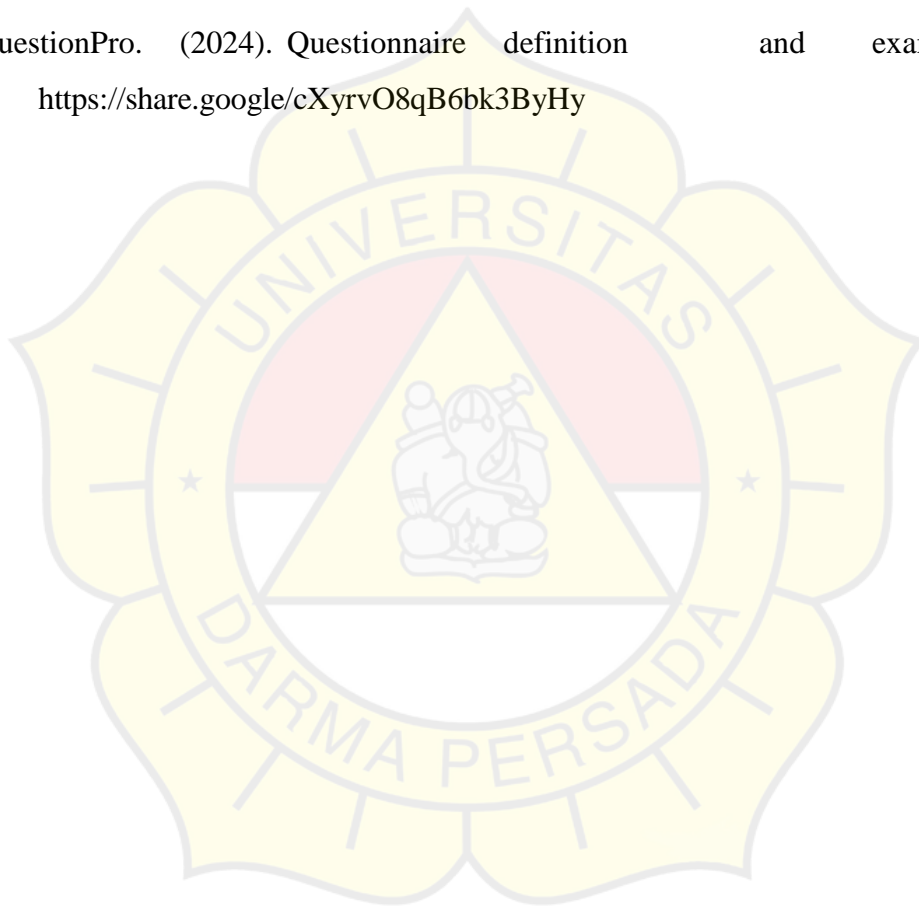 uestionPro. (2024). Questionnaire definition and exa
https://share.google/cXyrvO8qB6bk3ByHy
UNIVERSITAS
DARMA PERSADA